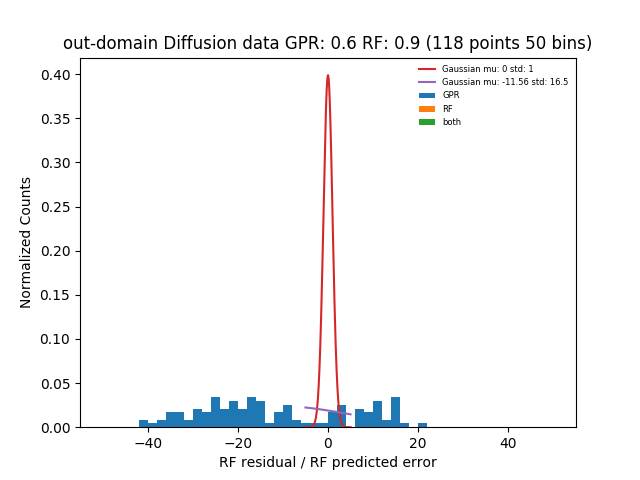 out-domain Diffusion data GPR: 0.6 RF: 0.9 (118 points 50 bins)
Gaussian mu: 0 std: 1
Gaussian mu: -11.56 std: 16.5
GPR
RF
both
Normalized Counts
0.40
0.35
0.30
0.25
0.20
0.15
0.10
0.05
0.00
−40
−20
0
20
40
RF residual / RF predicted error